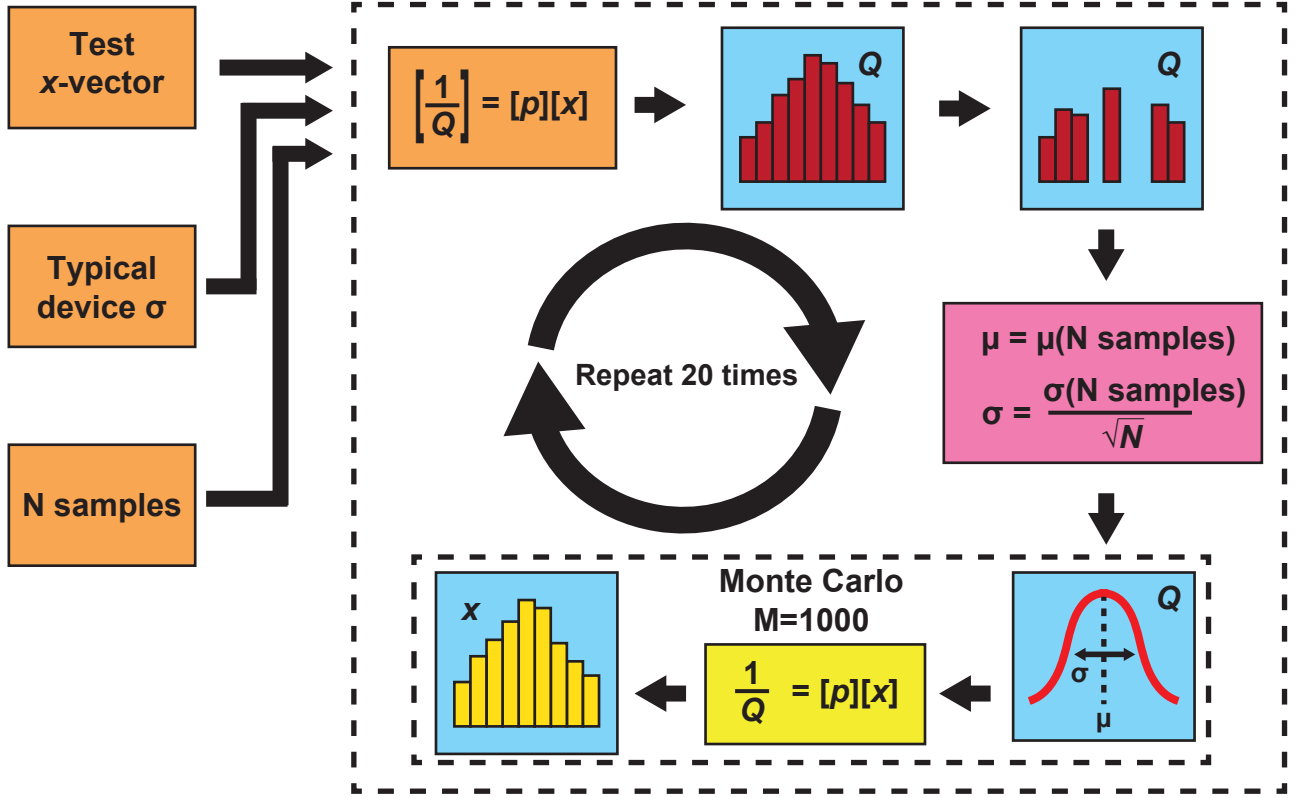 Test
x-vector
Typical
device σ
N samples
[1/Q] = [p][x]
Q
Q
μ = μ(N samples)
σ = σ(N samples)/√N
Repeat 20 times
Monte Carlo
M=1000
Q
σ
μ
1/Q = [p][x]
x